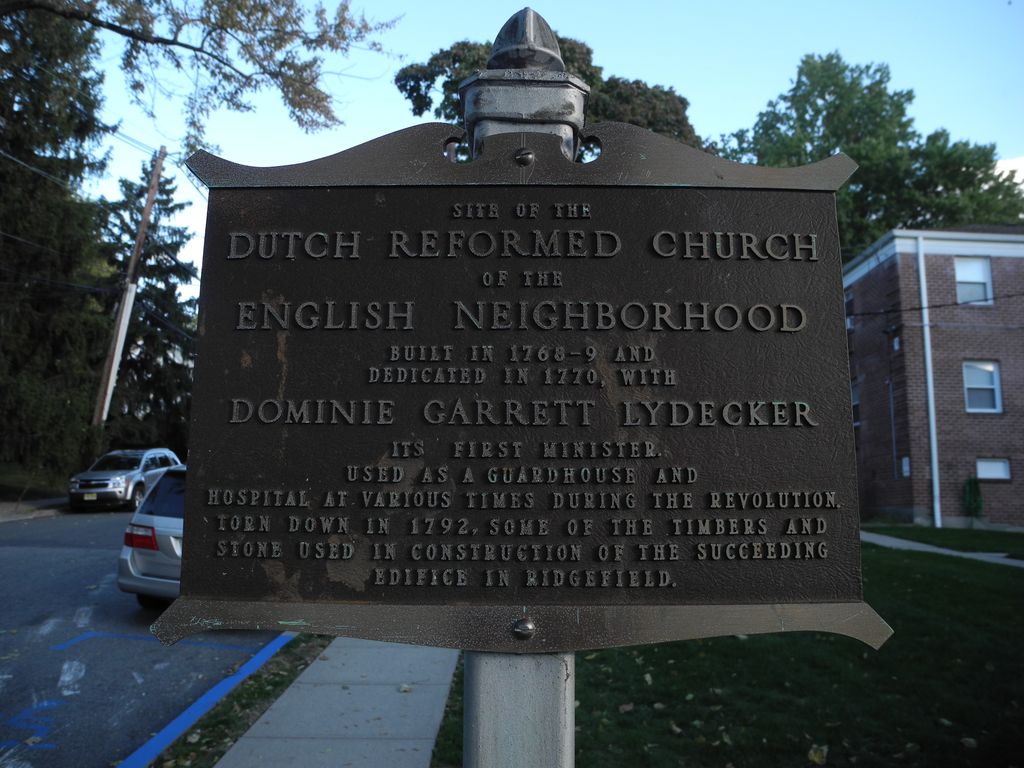 SITE OF THE
DUTCH REFORMED CHURCH
OF THE
ENGLISH NEIGHBORHOOD
BUILT IN 1768-9 AND
DEDICATED IN 1770, WITH
DOMINIE GARRETT LYDECKER
ITS FIRST MINISTER.
USED AS A GUARDHOUSE AND
HOSPITAL AT VARIOUS TIMES DURING THE REVOLUTION.
TORN DOWN IN 1792, SOME OF THE TIMBERS AND
STONE USED IN CONSTRUCTION OF THE SUCCEEDING
EDIFICE IN RIDGEFIELD.